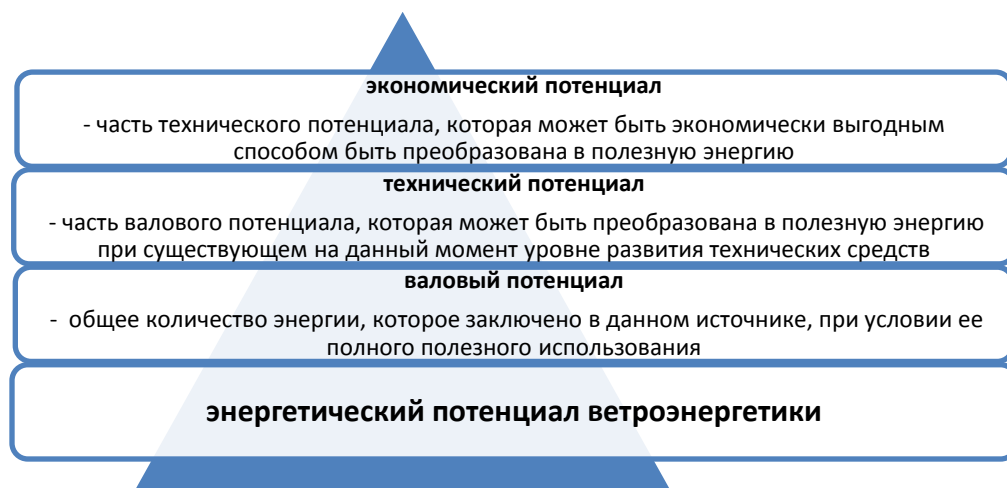 экономический потенциал
- часть технического потенциала, которая может быть экономически выгодным
способом быть преобразована в полезную энергию
технический потенциал
- часть валового потенциала, которая может быть преобразована в полезную энергию
при существующем на данный момент уровне развития технических средств
валовый потенциал
- общее количество энергии, которое заключено в данном источнике, при условии ее
полного полезного использования
энергетический потенциал ветроэнергетики